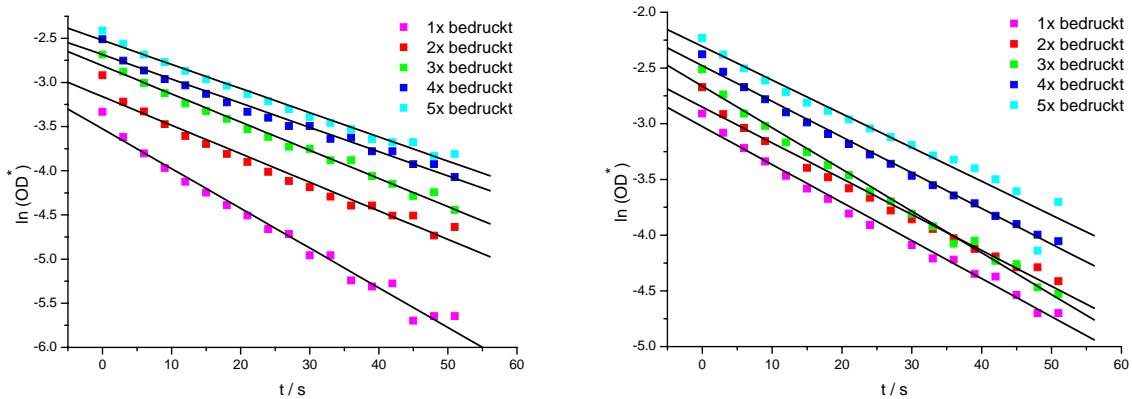 1x bedruckt
2x bedruckt
3x bedruckt
4x bedruckt
5x bedruckt
-2.5
-3.0
-3.5
-4.0
-4.5
-5.0
-5.5
-6.0
ln (OD*)
0 10 20 30 40 50 60
t / s
1x bedruckt
2x bedruckt
3x bedruckt
4x bedruckt
5x bedruckt
-2.0
-2.5
-3.0
-3.5
-4.0
-4.5
-5.0
ln (OD*)
0 10 20 30 40 50 60
t / s